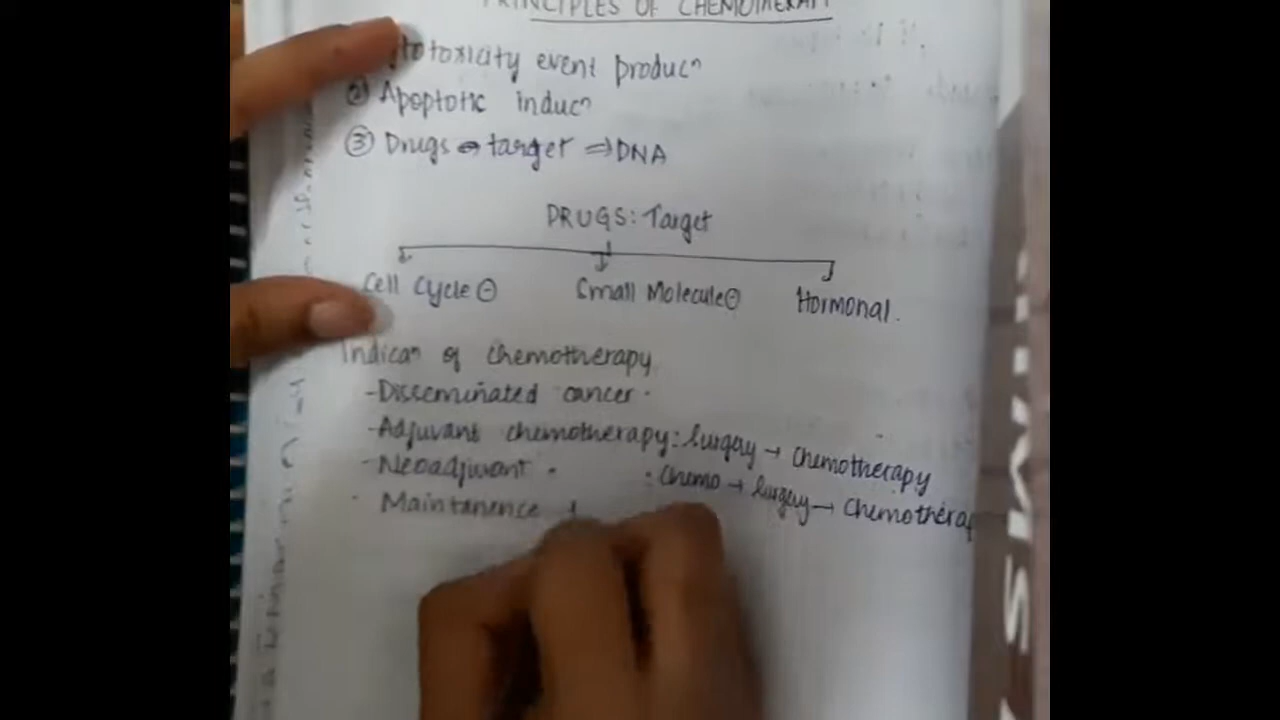 PRINCIPLES OF CHEMOTHERAPY
totoxicity event producn
② Apoptotic inducn
③ Drugs → target ⇒ DNA
DRUGS: Target
Cell Cycle ⊖ Small Molecule ⊖ Hormonal.
Indican of chemotherapy
- Disseminated cancer.
- Adjuvant chemotherapy: Surgery → Chemotherapy
- Neoadjuvant : Chemo → Surgery → Chemotherap
Maintanence